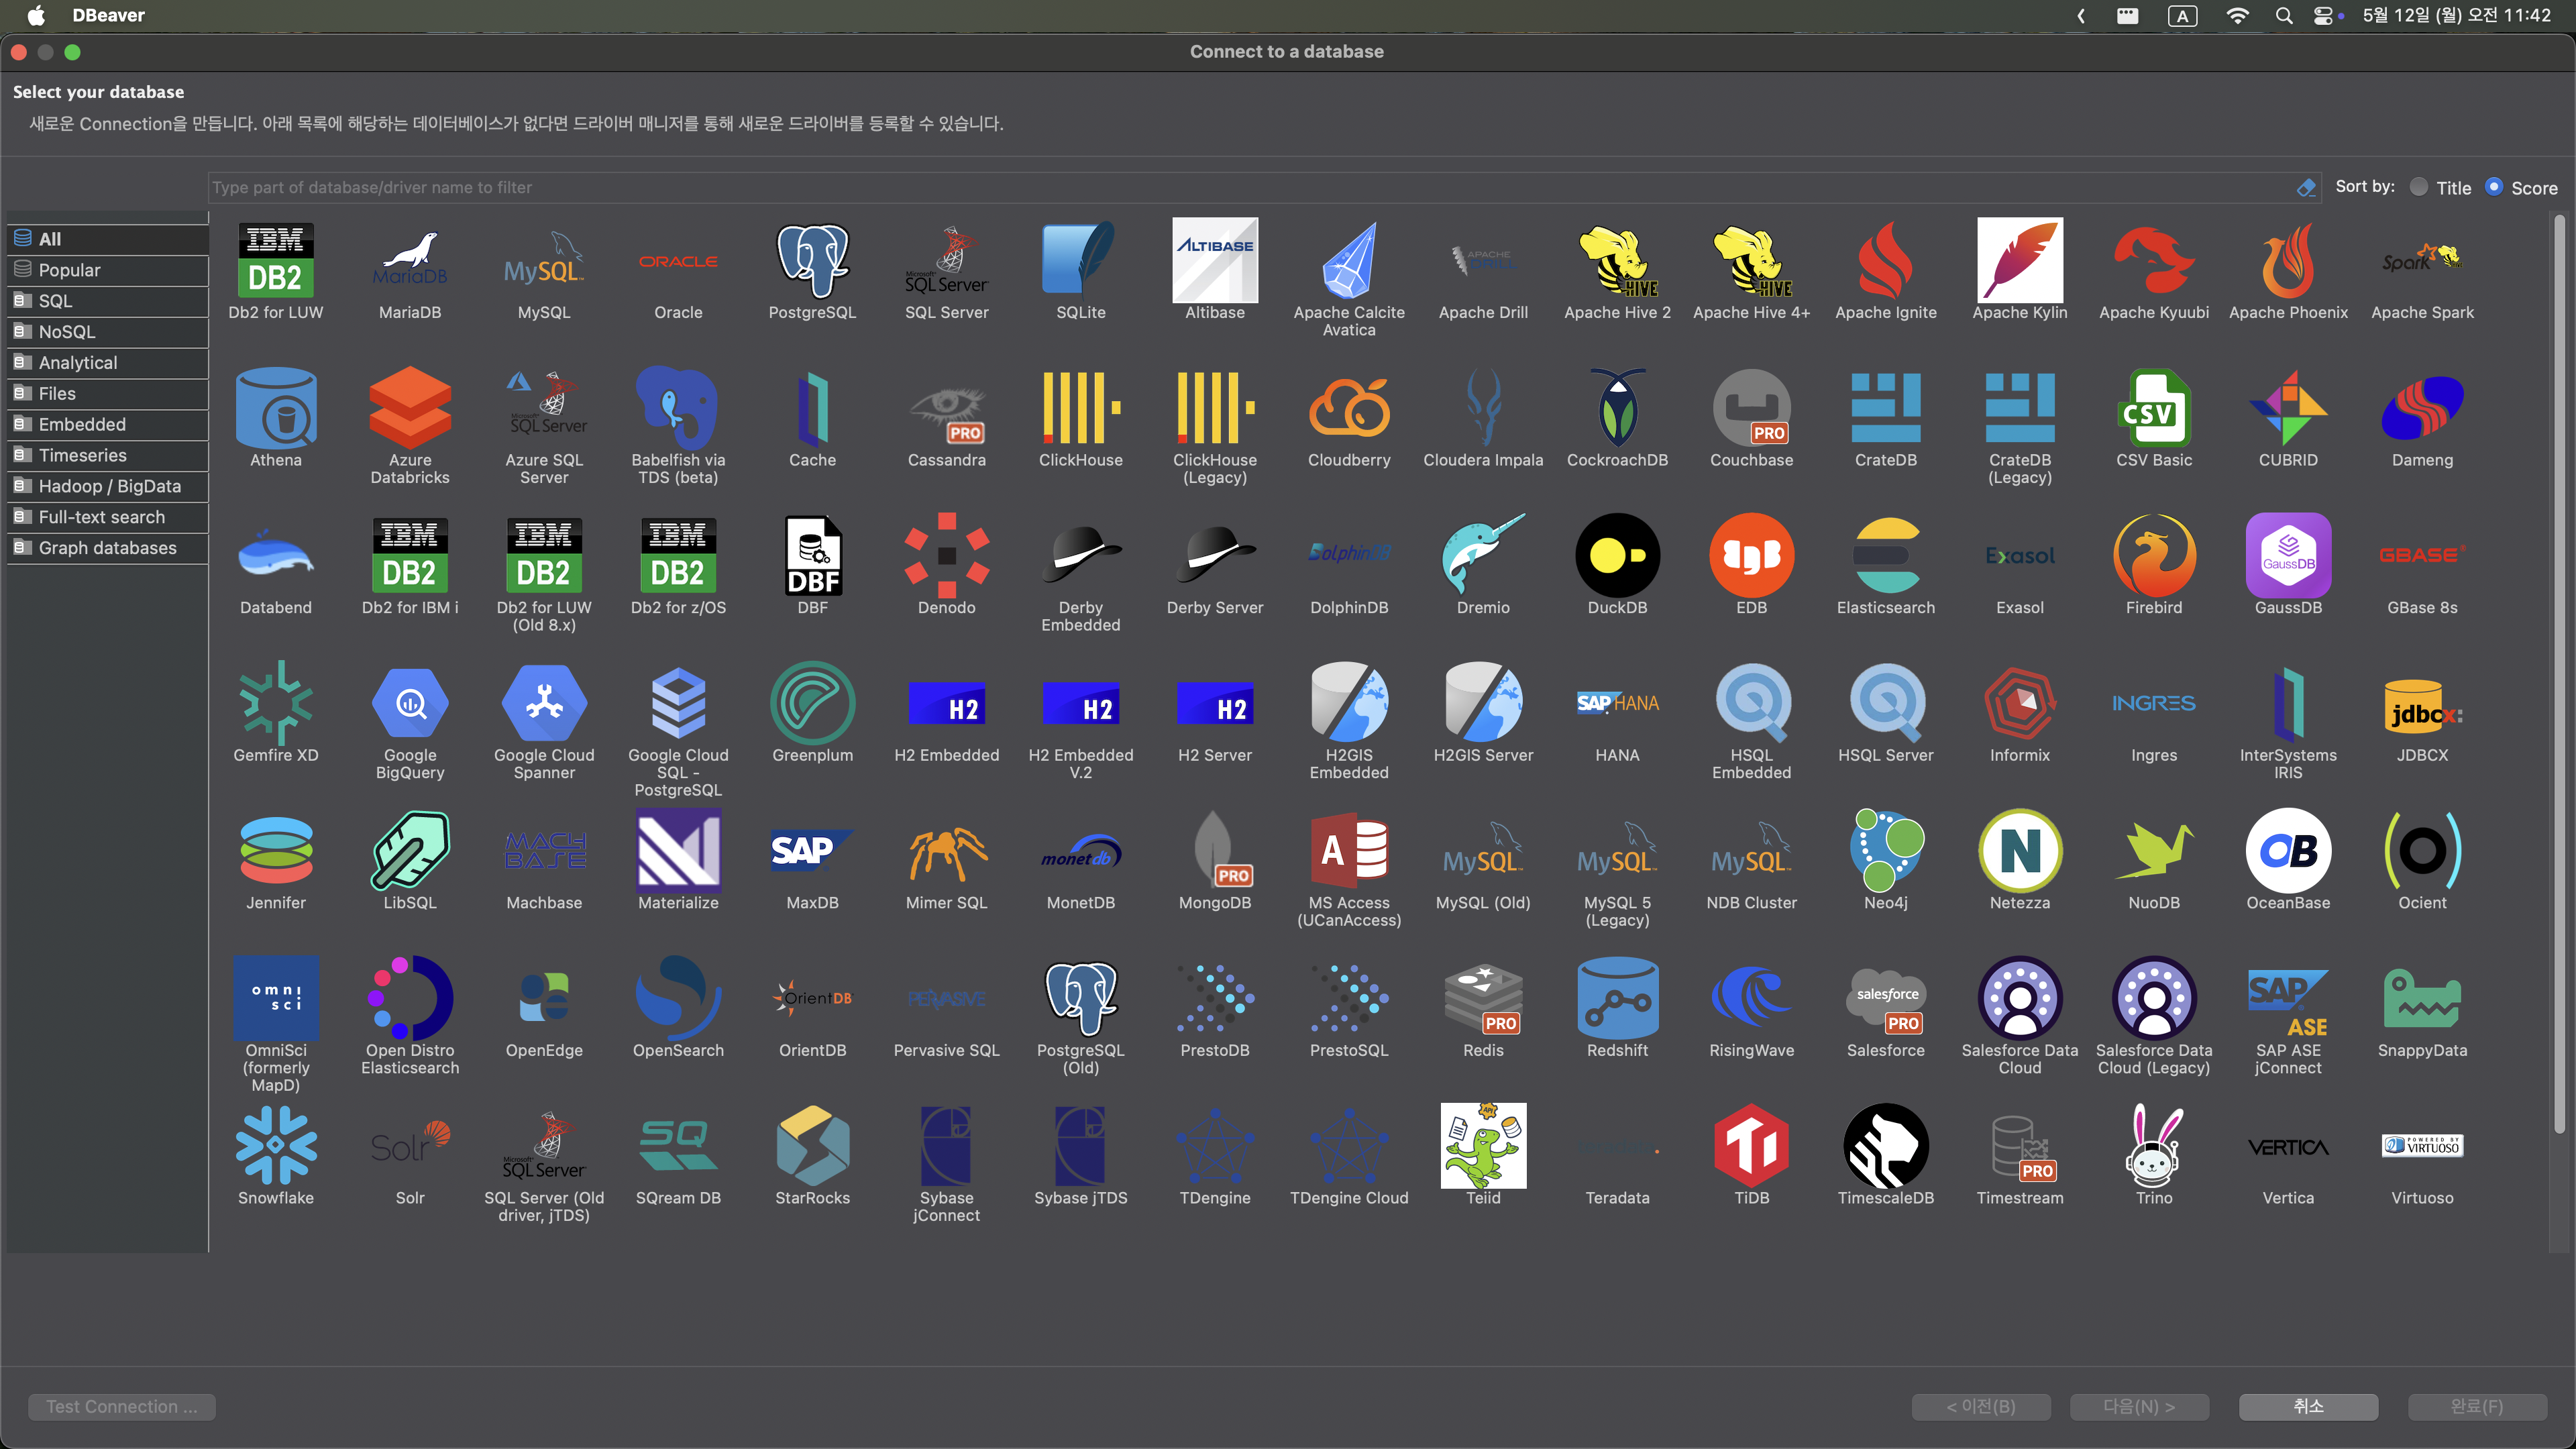 DBeaver
A
5월 12일 (월) 오전 11:42
Connect to a database
Select your database
새로운 Connection을 만듭니다. 아래 목록에 해당하는 데이터베이스가 없다면 드라이버 매니저를 통해 새로운 드라이버를 등록할 수 있습니다.
Type part of database/driver name to filter
Sort by: Title Score
All
Popular
SQL
NoSQL
Analytical
Files
Embedded
Timeseries
Hadoop / BigData
Full-text search
Graph databases
IBM DB2 MariaDB MySQL ORACLE Microsoft SQL Server ALTIBASE APACHE DRILL HIVE HIVE Spark
Db2 for LUW MariaDB MySQL Oracle PostgreSQL SQL Server SQLite Altibase Apache Calcite Avatica Apache Drill Apache Hive 2 Apache Hive 4+ Apache Ignite Apache Kylin Apache Kyuubi Apache Phoenix Apache Spark
Microsoft SQL Server PRO PRO CSV
Athena Azure Databricks Azure SQL Server Babelfish via TDS (beta) Cache Cassandra ClickHouse ClickHouse (Legacy) Cloudberry Cloudera Impala CockroachDB Couchbase CrateDB CrateDB (Legacy) CSV Basic CUBRID Dameng
IBM DB2 IBM DB2 IBM DB2 DBF DolphinDB EDB Exasol GaussDB GBASE
Databend Db2 for IBM i Db2 for LUW (Old 8.x) Db2 for z/OS DBF Denodo Derby Embedded Derby Server DolphinDB Dremio DuckDB EDB Elasticsearch Exasol Firebird GaussDB GBase 8s
H2 H2 H2 SAP HANA INGRES jdbcx:
Gemfire XD Google BigQuery Google Cloud Spanner Google Cloud SQL - PostgreSQL Greenplum H2 Embedded H2 Embedded V.2 H2 Server H2GIS Embedded H2GIS Server HANA HSQL Embedded HSQL Server Informix Ingres InterSystems IRIS JDBCX
MACH BASE SAP monetdb PRO A MySQL MySQL MySQL N OB
Jennifer LibSQL Machbase Materialize MaxDB Mimer SQL MonetDB MongoDB MS Access (UCanAccess) MySQL (Old) MySQL 5 (Legacy) NDB Cluster Neo4j Netezza NuoDB OceanBase Ocient
omni sci OrientDB PERVASIVE PRO salesforce PRO SAP ASE
OmniSci (formerly MapD) Open Distro Elasticsearch OpenEdge OpenSearch OrientDB Pervasive SQL PostgreSQL (Old) PrestoDB PrestoSQL Redis Redshift RisingWave Salesforce Salesforce Data Cloud Salesforce Data Cloud (Legacy) SAP ASE jConnect SnappyData
Solr Microsoft SQL Server SQ API PRO VERTICA POWERED BY VIRTUOSO
Snowflake Solr SQL Server (Old driver, jTDS) SQream DB StarRocks Sybase jConnect Sybase jTDS TDengine TDengine Cloud Teiid Teradata TiDB TimescaleDB Timestream Trino Vertica Virtuoso
Test Connection ... < 이전(B) 다음(N) > 취소 완료(F)